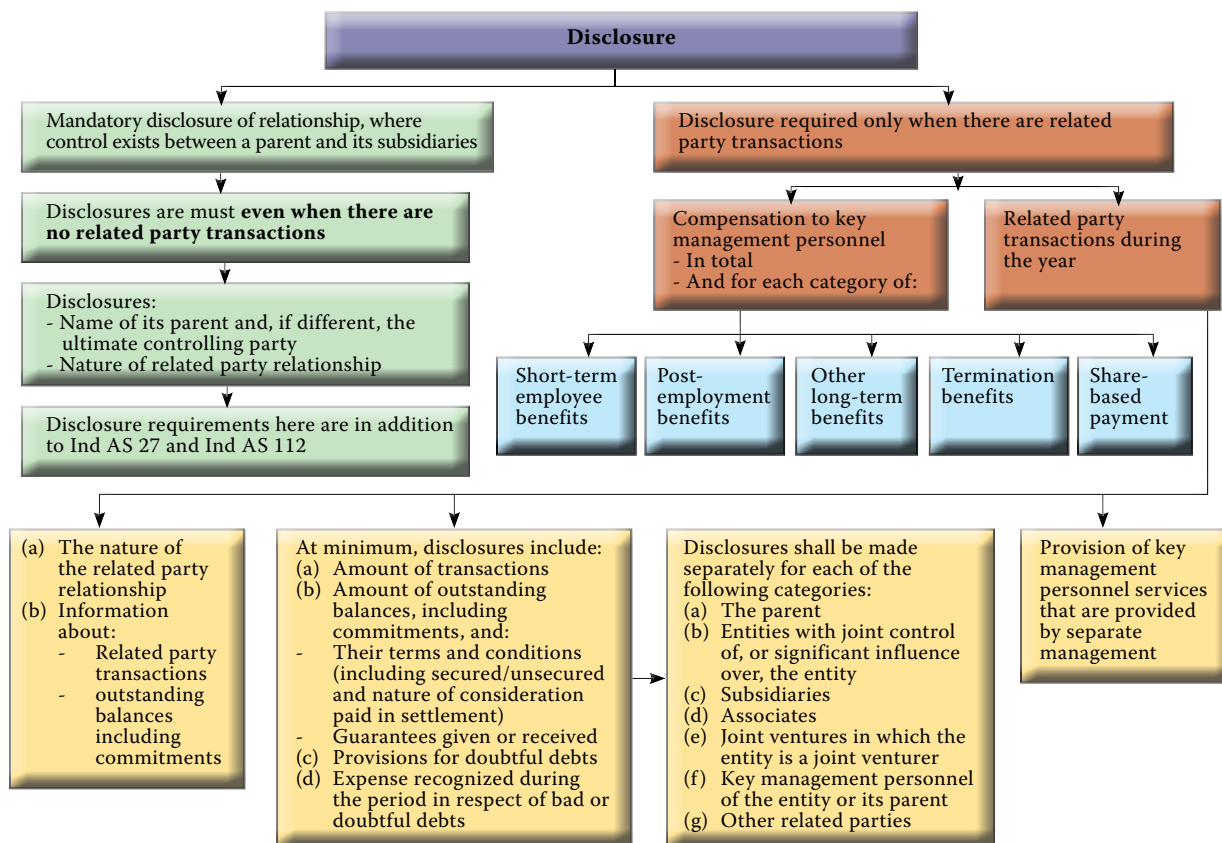 Disclosure
Mandatory disclosure of relationship, where
control exists between a parent and its subsidiaries
Disclosures are must even when there are
no related party transactions
Disclosures:
- Name of its parent and, if different, the
ultimate controlling party
- Nature of related party relationship
Disclosure requirements here are in addition
to Ind AS 27 and Ind AS 112
Disclosure required only when there are related
party transactions
Compensation to key
management personnel
- In total
- And for each category of:
Related party
transactions during
the year
Short-term
employee
benefits
Post-
employment
benefits
Other
long-term
benefits
Termination
benefits
Share-
based
payment
(a) The nature of
the related party
relationship
(b) Information
about:
- Related party
transactions
- outstanding
balances
including
commitments
At minimum, disclosures include:
(a) Amount of transactions
(b) Amount of outstanding
balances, including
commitments, and:
- Their terms and conditions
(including secured/unsecured
and nature of consideration
paid in settlement)
- Guarantees given or received
(c) Provisions for doubtful debts
(d) Expense recognized during
the period in respect of bad or
doubtful debts
Disclosures shall be made
separately for each of the
following categories:
(a) The parent
(b) Entities with joint control
of, or significant influence
over, the entity
(c) Subsidiaries
(d) Associates
(e) Joint ventures in which the
entity is a joint venturer
(f) Key management personnel
of the entity or its parent
(g) Other related parties
Provision of key
management
personnel services
that are provided
by separate
management